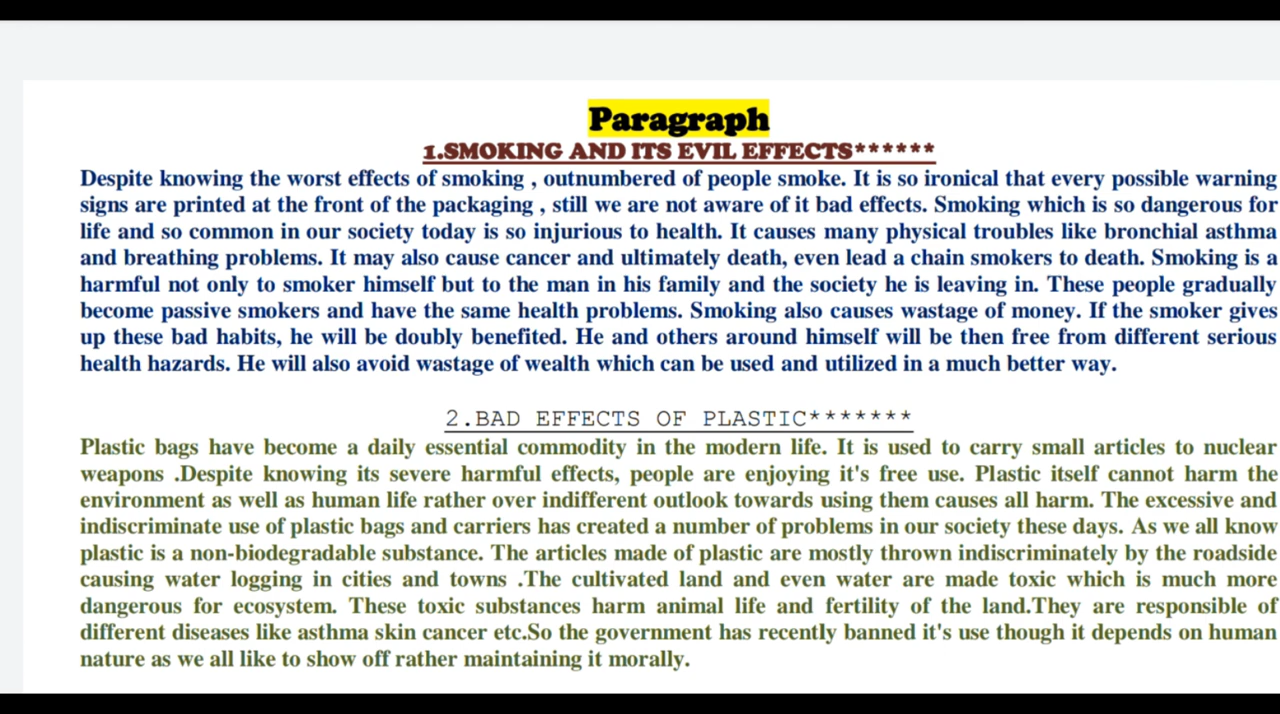 Paragraph
1.SMOKING AND ITS EVIL EFFECTS******
Despite knowing the worst effects of smoking , outnumbered of people smoke. It is so ironical that every possible warning
signs are printed at the front of the packaging , still we are not aware of it bad effects. Smoking which is so dangerous for
life and so common in our society today is so injurious to health. It causes many physical troubles like bronchial asthma
and breathing problems. It may also cause cancer and ultimately death, even lead a chain smokers to death. Smoking is a
harmful not only to smoker himself but to the man in his family and the society he is leaving in. These people gradually
become passive smokers and have the same health problems. Smoking also causes wastage of money. If the smoker gives
up these bad habits, he will be doubly benefited. He and others around himself will be then free from different serious
health hazards. He will also avoid wastage of wealth which can be used and utilized in a much better way.
2.BAD EFFECTS OF PLASTIC*******
Plastic bags have become a daily essential commodity in the modern life. It is used to carry small articles to nuclear
weapons .Despite knowing its severe harmful effects, people are enjoying it's free use. Plastic itself cannot harm the
environment as well as human life rather over indifferent outlook towards using them causes all harm. The excessive and
indiscriminate use of plastic bags and carriers has created a number of problems in our society these days. As we all know
plastic is a non-biodegradable substance. The articles made of plastic are mostly thrown indiscriminately by the roadside
causing water logging in cities and towns .The cultivated land and even water are made toxic which is much more
dangerous for ecosystem. These toxic substances harm animal life and fertility of the land.They are responsible of
different diseases like asthma skin cancer etc.So the government has recently banned it's use though it depends on human
nature as we all like to show off rather maintaining it morally.